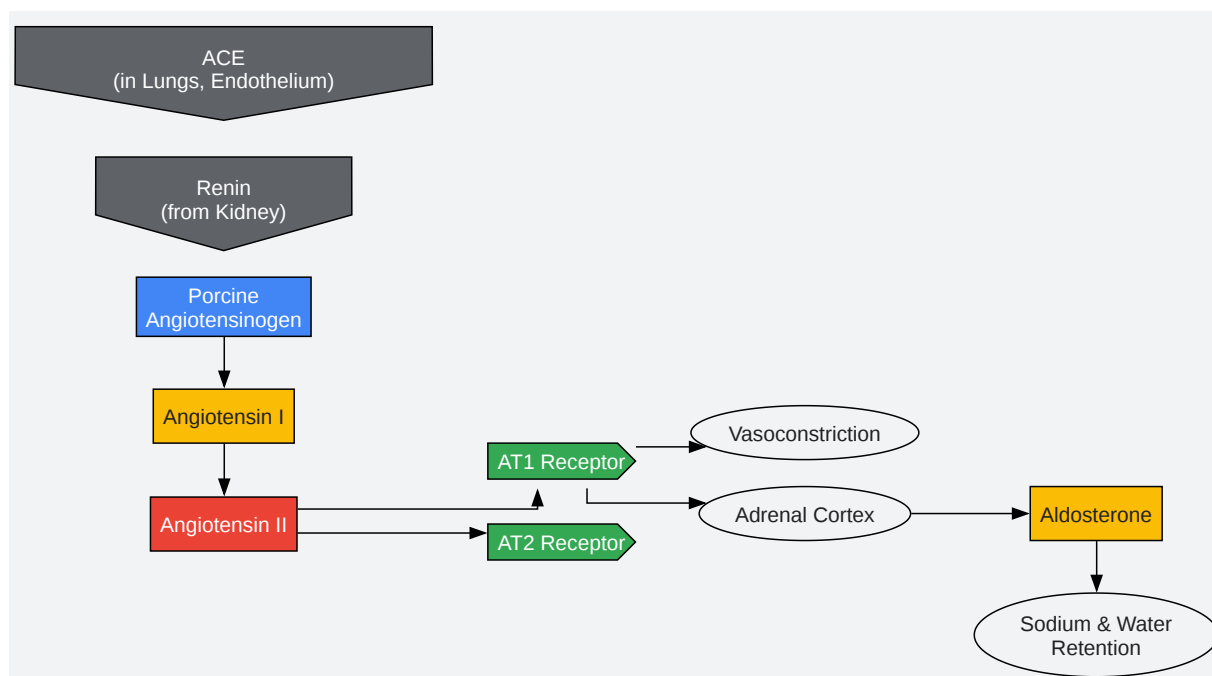 ACE
(in Lungs, Endothelium)
Renin
(from Kidney)
Porcine
Angiotensinogen
Angiotensin I
Angiotensin II
AT1 Receptor
AT2 Receptor
Vasoconstriction
Adrenal Cortex
Aldosterone
Sodium & Water
Retention